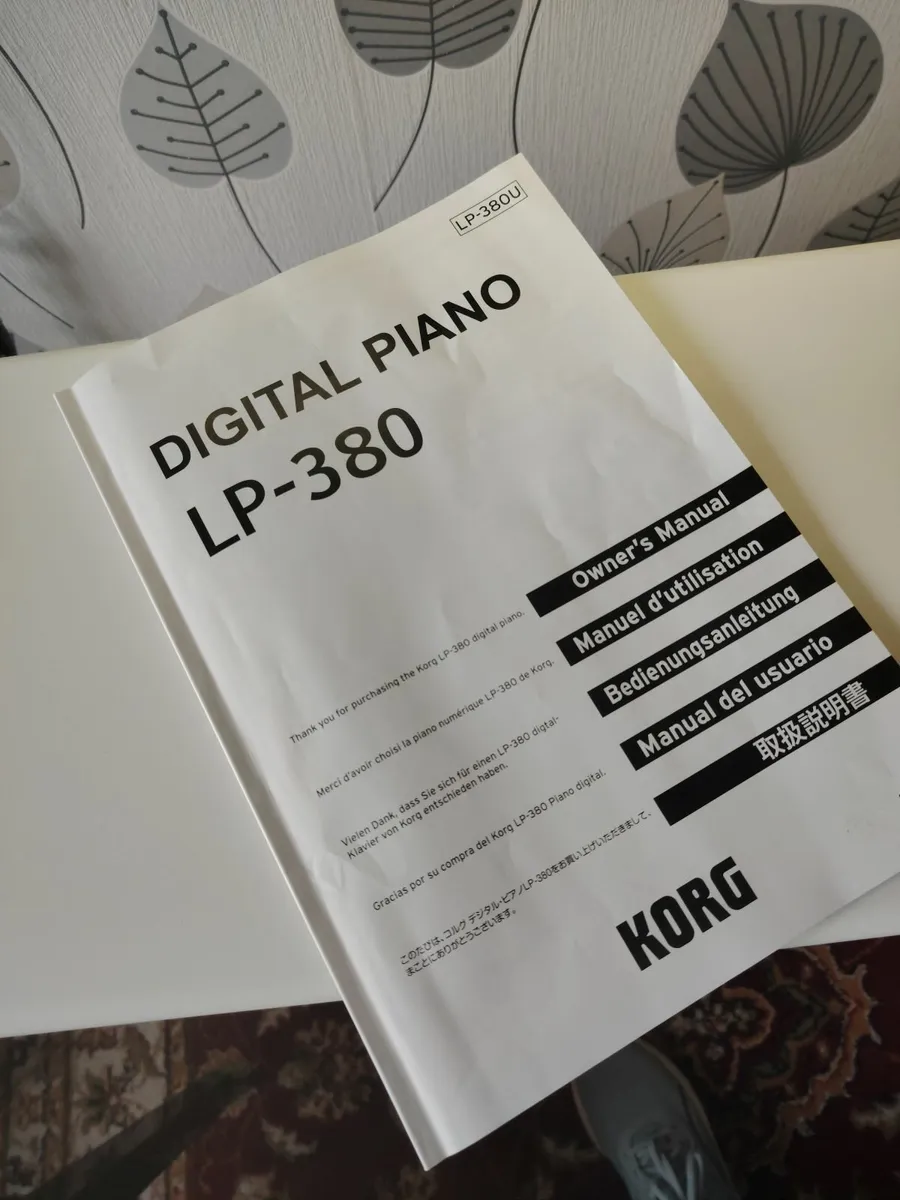 LP-380U
DIGITAL PIANO
LP-380
Owner's Manual
Thank you for purchasing the Korg LP-380 digital piano.
Manuel d'utilisation
Merci d'avoir choisi la piano numérique LP-380 de Korg.
Bedienungsanleitung
Vielen Dank, dass Sie sich für einen LP-380 digtal-
Klavier von Korg entschieden haben.
Manual del usuario
Gracias por su compra del Korg LP-380 Piano digital.
取扱説明書
このたびは、コルグ デジタル・ピアノLP-380をお買い上げいただきまして、
まことにありがとうございます。
KORG